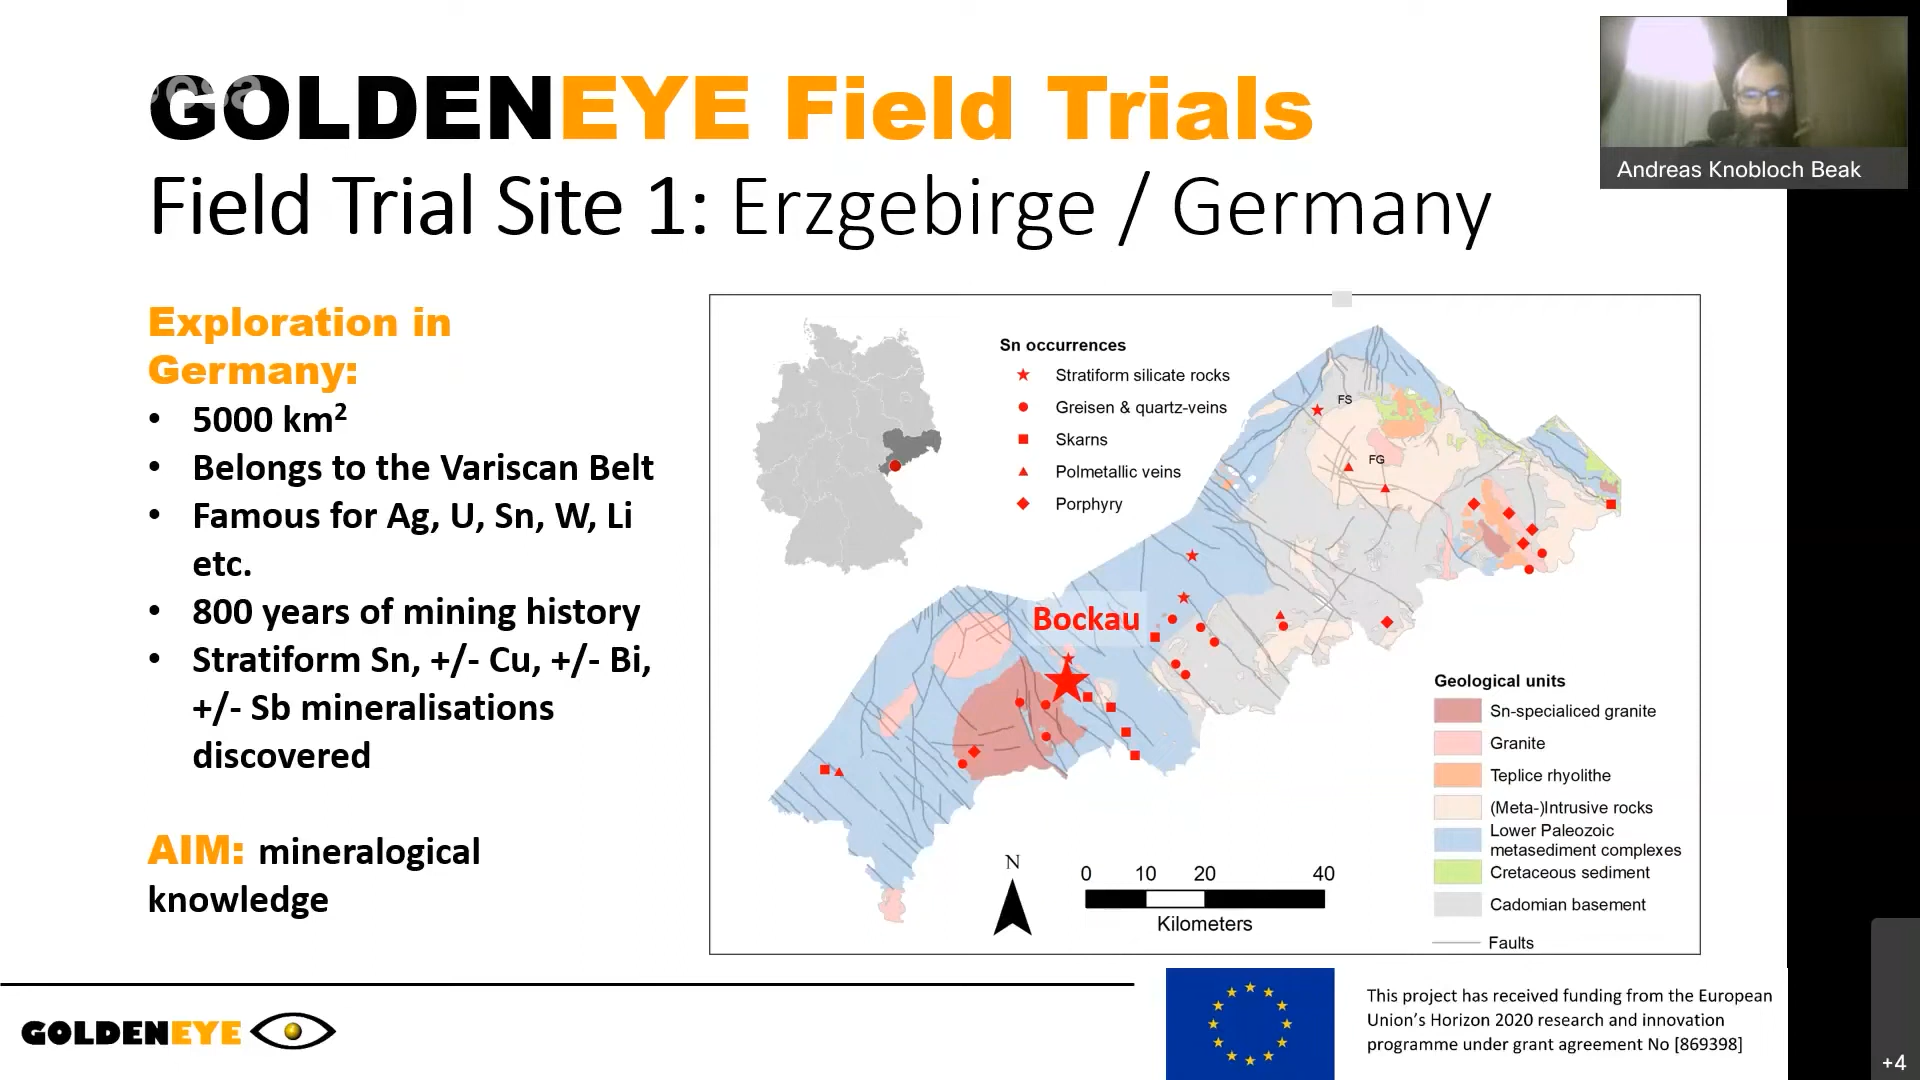 GOLDENEYE Field Trials
esa
Field Trial Site 1: Erzgebirge / Germany
Andreas Knobloch Beak
Exploration in
Germany:
• 5000 km²
• Belongs to the Variscan Belt
• Famous for Ag, U, Sn, W, Li
etc.
• 800 years of mining history
• Stratiform Sn, +/- Cu, +/- Bi,
+/- Sb mineralisations
discovered
AIM: mineralogical
knowledge
Sn occurrences
Stratiform silicate rocks
Greisen & quartz-veins
Skarns
Polmetallic veins
Porphyry
FS
FG
Bockau
Geological units
Sn-specialiced granite
Granite
Teplice rhyolithe
(Meta-)Intrusive rocks
Lower Paleozoic
metasediment complexes
Cretaceous sediment
Cadomian basement
Faults
N
0 10 20 40
Kilometers
GOLDENEYE
This project has received funding from the European
Union's Horizon 2020 research and innovation
programme under grant agreement No [869398]
+4